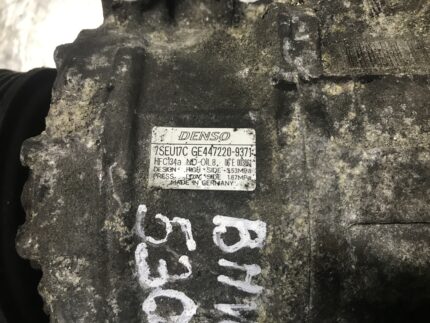 DENSO
7SEU17C GE447220-9371
HFC134a ND-OIL8,
DESIGN HIGH SIDE 3.53MPa
PRESS. LOW SIDE 1.67MPa
MADE IN GERMANY
BMW
530